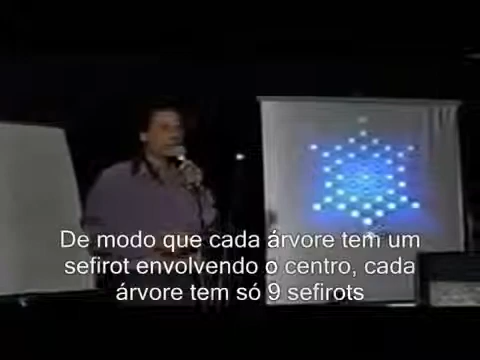 De modo que cada árvore tem um
sefirot envolvendo o centro, cada
árvore tem só 9 sefirots